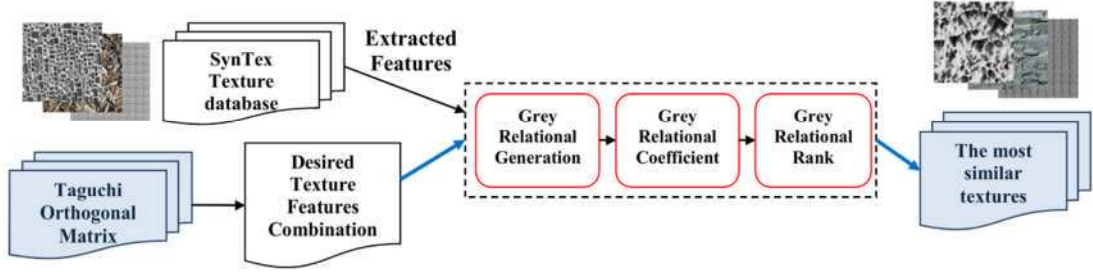 SynTex
Texture
database
Extracted
Features
Taguchi
Orthogonal
Matrix
Desired
Texture
Features
Combination
Grey
Relational
Generation
Grey
Relational
Coefficient
Grey
Relational
Rank
The most
similar
textures